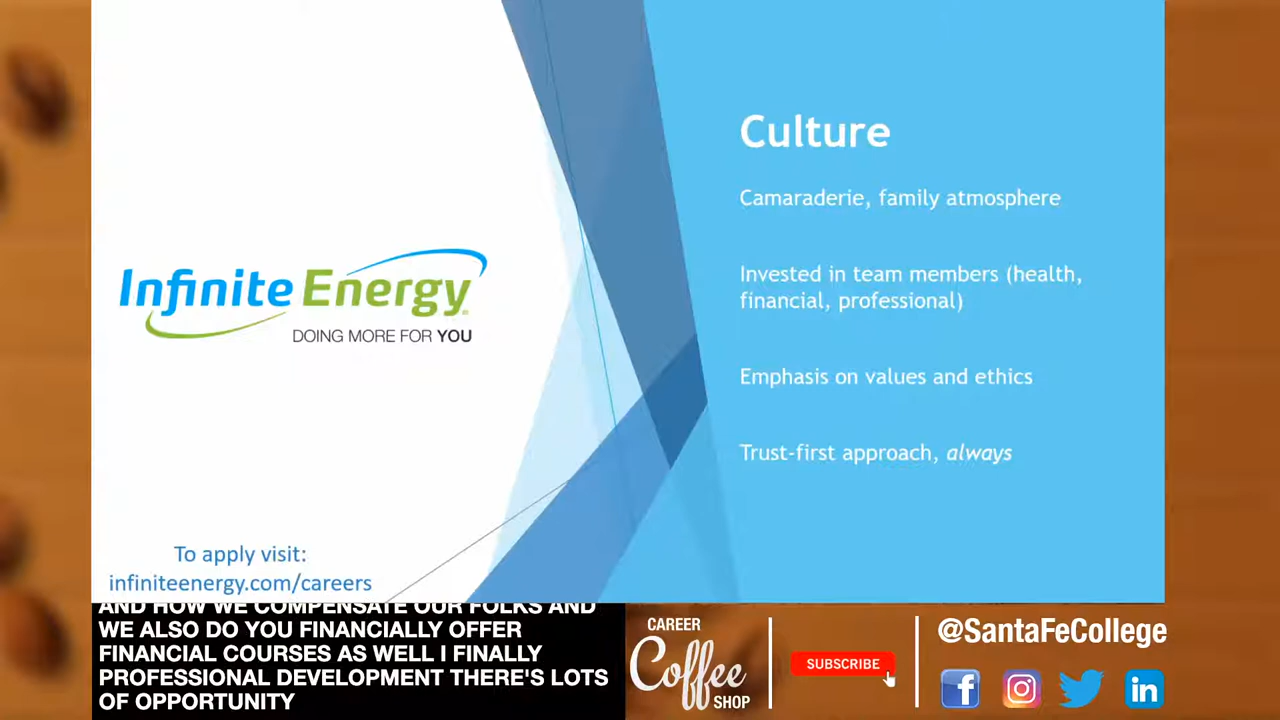 Culture
Camaraderie, family atmosphere
Invested in team members (health,
financial, professional)
Emphasis on values and ethics
Trust-first approach, always
Infinite Energy
DOING MORE FOR YOU
To apply visit:
infiniteenergy.com/careers
AND HOW WE COMPENSATE OUR FOLKS AND
WE ALSO DO YOU FINANCIALLY OFFER
FINANCIAL COURSES AS WELL I FINALLY
PROFESSIONAL DEVELOPMENT THERE'S LOTS
OF OPPORTUNITY
CAREER
Coffee
SHOP
SUBSCRIBE
@SantaFeCollege